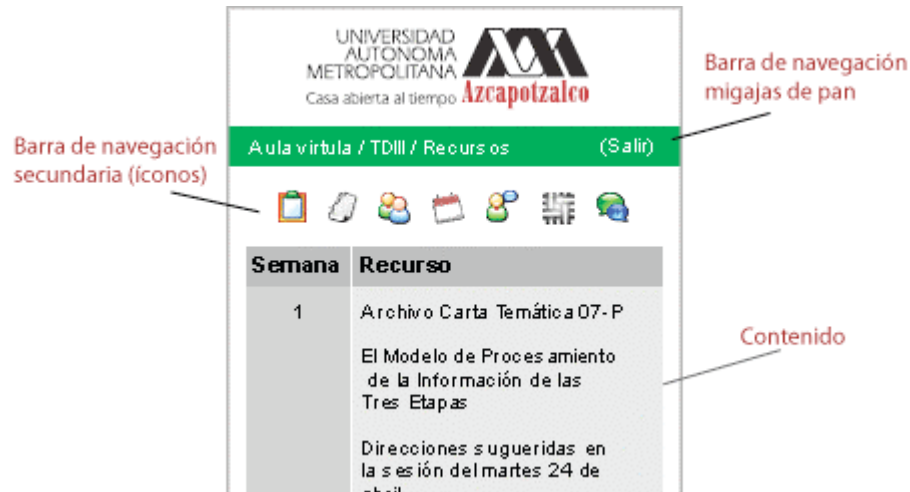 UNIVERSIDAD
AUTONOMA
METROPOLITANA
Casa abierta al tiempo Azcapotzalco
Barra de navegación
migajas de pan
Barra de navegación
secundaria (íconos)
Aula virtula / TDIII / Recursos (Salir)
Semana Recurso
1 Archivo Carta Temática 07-P
El Modelo de Procesamiento
de la Información de las
Tres Etapas
Contenido
Direcciones sugueridas en
la sesión del martes 24 de